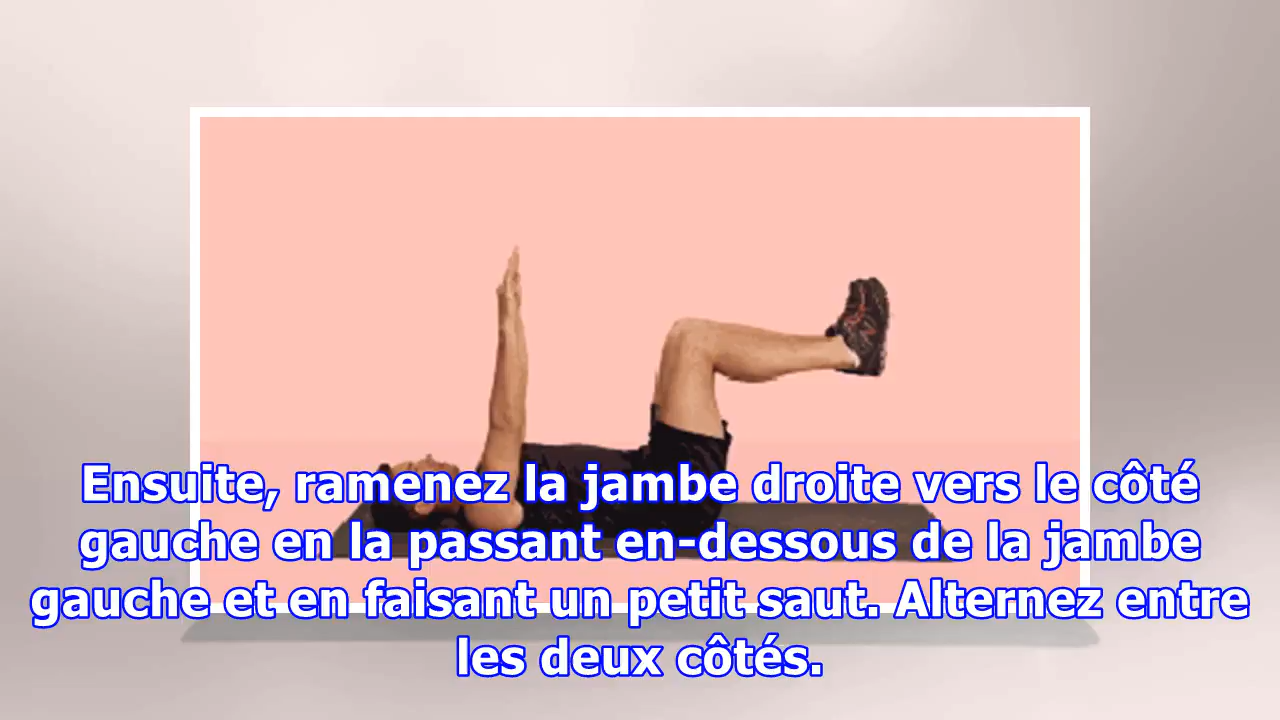 Ensuite, ramenez la jambe droite vers le côté
gauche en la passant en-dessous de la jambe
gauche et en faisant un petit saut. Alternez entre
les deux côtés.